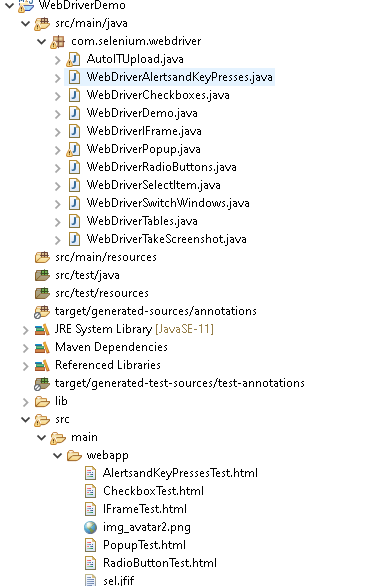 WebDriverDemo
src/main/java
com.selenium.webdriver
AutoITUpload.java
WebDriverAlertsandKeyPresses.java
WebDriverCheckboxes.java
WebDriverDemo.java
WebDriverIFrame.java
WebDriverPopup.java
WebDriverRadioButtons.java
WebDriverSelectItem.java
WebDriverSwitchWindows.java
WebDriverTables.java
WebDriverTakeScreenshot.java
src/main/resources
src/test/java
src/test/resources
target/generated-sources/annotations
JRE System Library [JavaSE-11]
Maven Dependencies
Referenced Libraries
target/generated-test-sources/test-annotations
lib
src
main
webapp
AlertsandKeyPressesTest.html
CheckboxTest.html
IFrameTest.html
img_avatar2.png
PopupTest.html
RadioButtonTest.html
sel.jfif